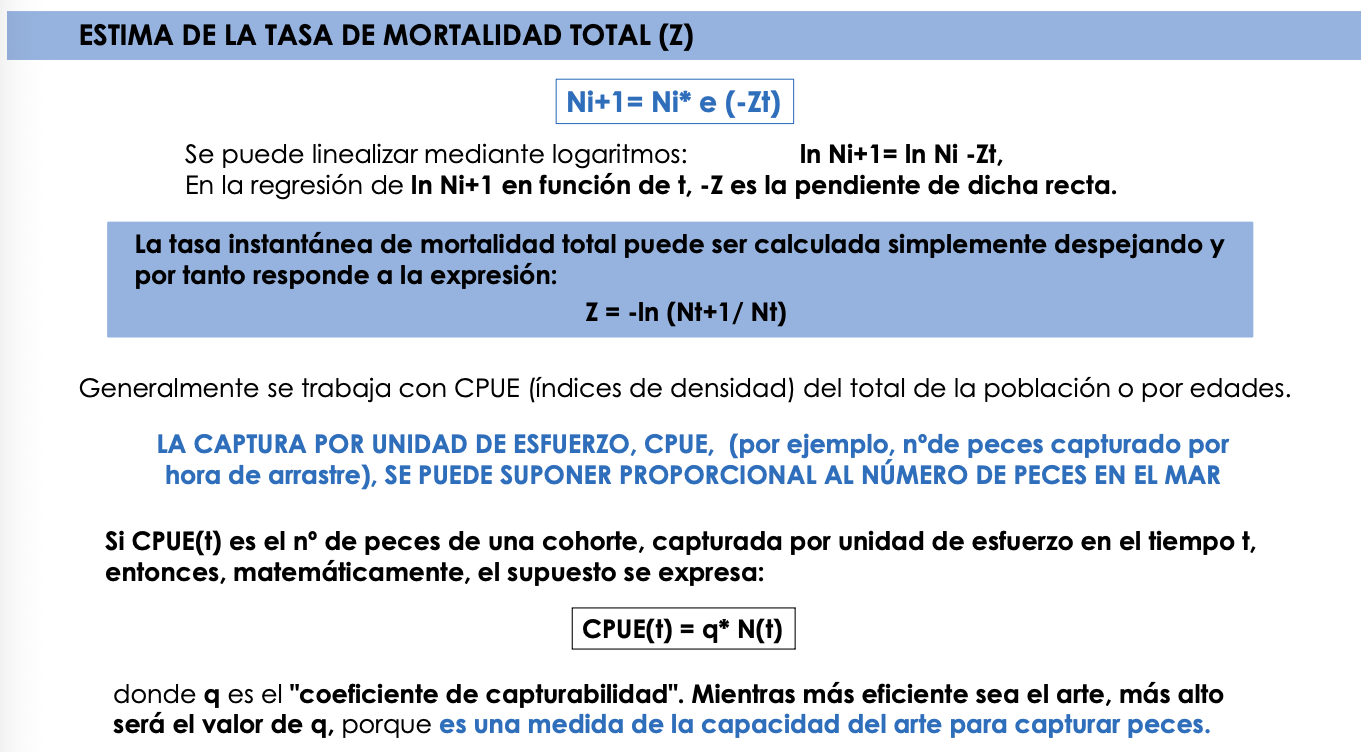 ESTIMA DE LA TASA DE MORTALIDAD TOTAL (Z)
Ni+1= Ni* e (-Zt)
Se puede linealizar mediante logaritmos: ln Ni+1= ln Ni -Zt,
En la regresión de ln Ni+1 en función de t, -Z es la pendiente de dicha recta.
La tasa instantánea de mortalidad total puede ser calculada simplemente despejando y
por tanto responde a la expresión:
Z = -ln (Nt+1/ Nt)
Generalmente se trabaja con CPUE (índices de densidad) del total de la población o por edades.
LA CAPTURA POR UNIDAD DE ESFUERZO, CPUE, (por ejemplo, nºde peces capturado por
hora de arrastre), SE PUEDE SUPONER PROPORCIONAL AL NÚMERO DE PECES EN EL MAR
Si CPUE(t) es el nº de peces de una cohorte, capturada por unidad de esfuerzo en el tiempo t,
entonces, matemáticamente, el supuesto se expresa:
CPUE(t) = q* N(t)
donde q es el "coeficiente de capturabilidad". Mientras más eficiente sea el arte, más alto
será el valor de q, porque es una medida de la capacidad del arte para capturar peces.